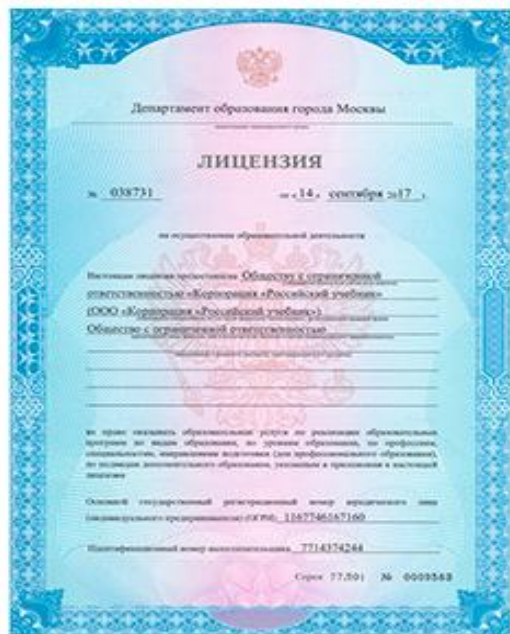 Департамент образования города Москвы
ЛИЦЕНЗИЯ
№ 038731 от «14» сентября 2017 г.
на осуществление образовательной деятельности
Настоящая лицензия предоставлена Обществу с ограниченной
ответственностью «Корпорация «Российский учебник»
(ООО «Корпорация «Российский учебник»)
Общество с ограниченной ответственностью
на право оказывать образовательные услуги по реализации образовательных
программ по видам образования, по уровням образования, по профессиям,
специальностям, направлениям подготовки (для профессионального образования),
по подвидам дополнительного образования, указанным в приложении к настоящей
лицензии
Основной государственный регистрационный номер юридического лица
(индивидуального предпринимателя) (ОГРН) 1167746167160
Идентификационный номер налогоплательщика 7714374244
Серия 77Л01 № 0009568